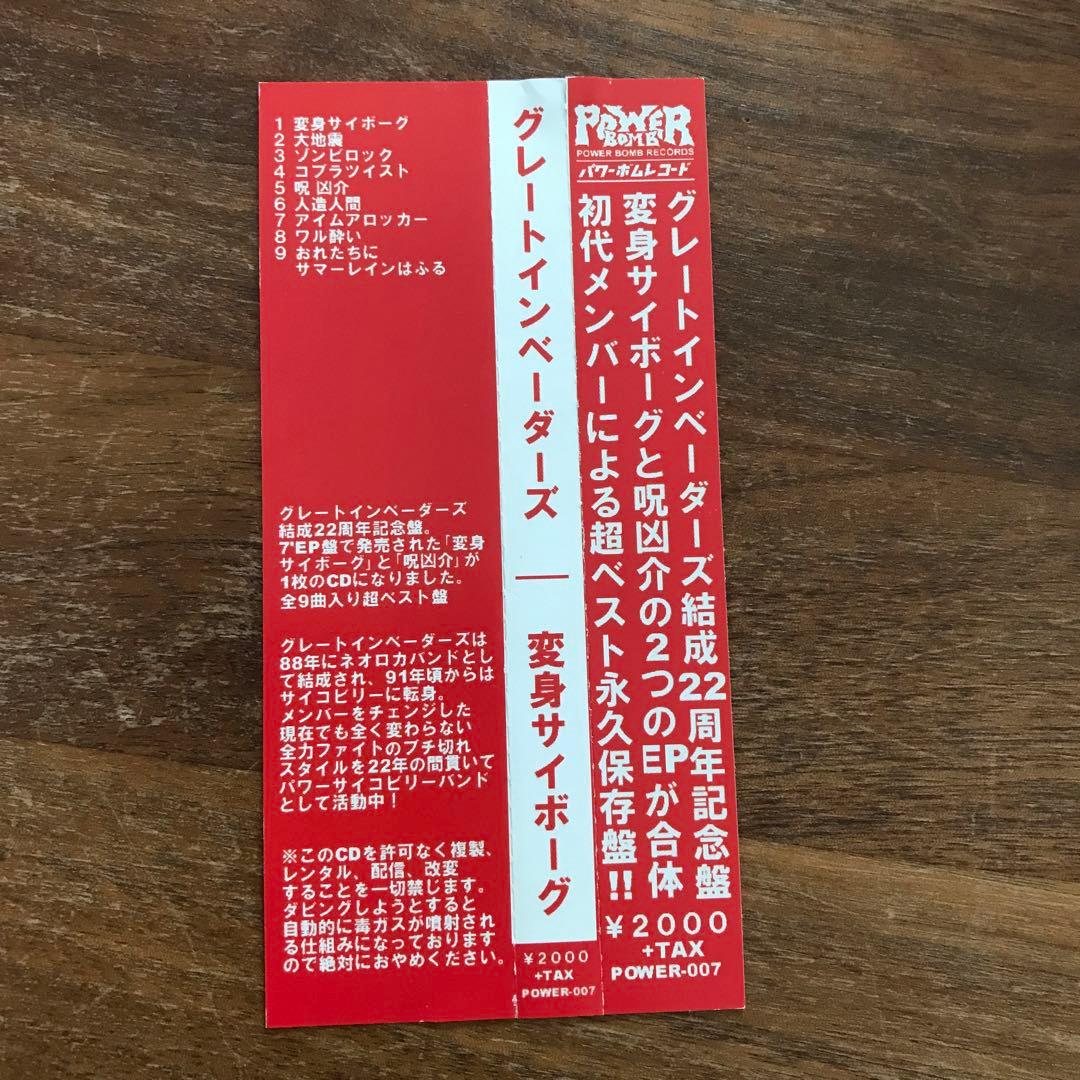 POWER
BOMB
POWER BOMB RECORDS
パワーボムレコード
グレートインベーダーズ結成22周年記念盤
変身サイボーグと呪凶介の2つのEPが合体
初代メンバーによる超ベスト永久保存盤!!
¥2000
+TAX
POWER-007
グレートインベーダーズ
変身サイボーグ
¥2000
+TAX
POWER-007
1 変身サイボーグ
2 大地震
3 ゾンビロック
4 コブラツイスト
5 呪凶介
6 人造人間
7 アイムアロッカー
8 ワル酔い
9 おれたちに
サマーレインはふる
グレートインベーダーズ
結成22周年記念盤。
7'EP盤で発売された「変身
サイボーグ」と「呪凶介」が
1枚のCDになりました。
全9曲入り超ベスト盤
グレートインベーダーズは
88年にネオロカバンドとし
て結成され、91年頃からは
サイコビリーに転身。
メンバーをチェンジした
現在でも全く変わらない
全力ファイトのブチ切れ
スタイルを22年の間貫いて
パワーサイコビリーバンド
として活動中!
※このCDを許可なく複製、
レンタル、配信、改変
することを一切禁じます。
ダビングしようとすると
自動的に毒ガスが噴射され
る仕組みになっております
ので絶対におやめください。